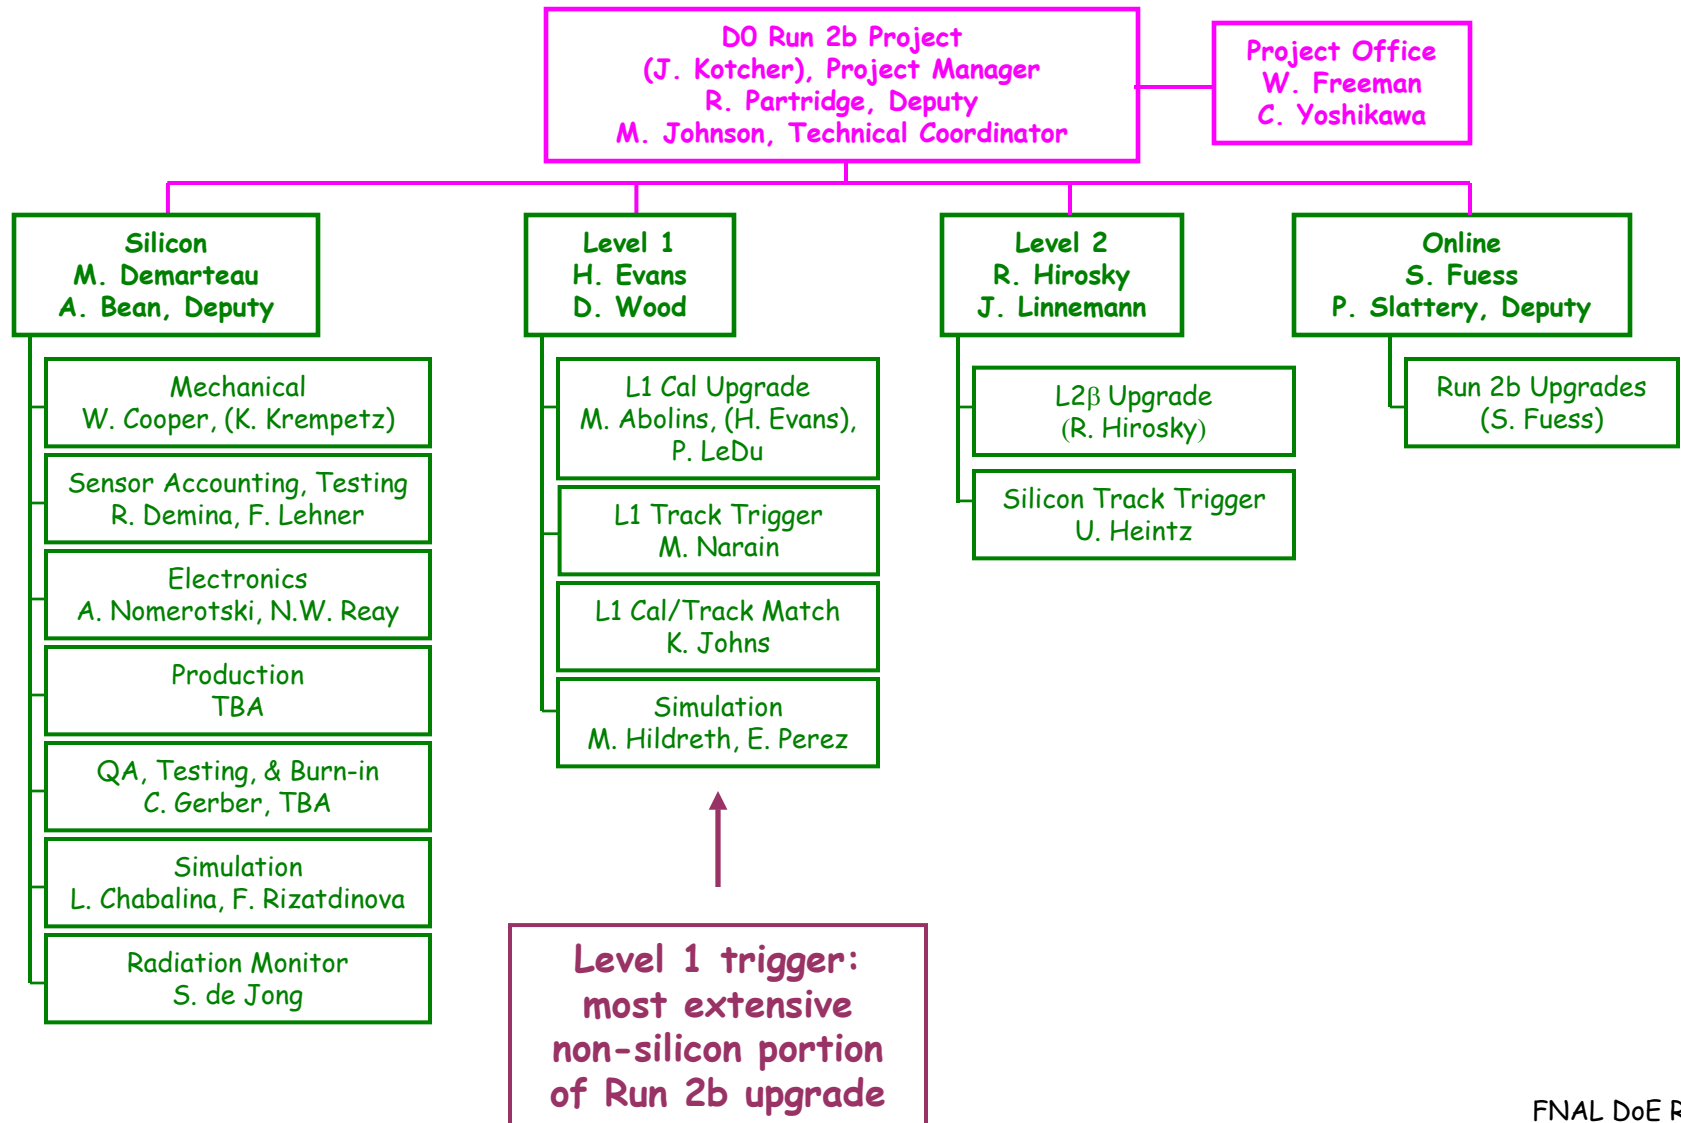 D0 Run 2b Project
(J. Kotcher), Project Manager
R. Partridge, Deputy
M. Johnson, Technical Coordinator
Project Office
W. Freeman
C. Yoshikawa
Silicon
M. Demarteau
A. Bean, Deputy
Mechanical
W. Cooper, (K. Krempetz)
Sensor Accounting, Testing
R. Demina, F. Lehner
Electronics
A. Nomerotski, N.W. Reay
Production
TBA
QA, Testing, & Burn-in
C. Gerber, TBA
Simulation
L. Chabalina, F. Rizatdinova
Radiation Monitor
S. de Jong
Level 1
H. Evans
D. Wood
L1 Cal Upgrade
M. Abolins, (H. Evans),
P. LeDu
L1 Track Trigger
M. Narain
L1 Cal/Track Match
K. Johns
Simulation
M. Hildreth, E. Perez
Level 1 trigger:
most extensive
non-silicon portion
of Run 2b upgrade
Level 2
R. Hirosky
J. Linnemann
L2β Upgrade
(R. Hirosky)
Silicon Track Trigger
U. Heintz
Online
S. Fuess
P. Slattery, Deputy
Run 2b Upgrades
(S. Fuess)
FNAL DoE R